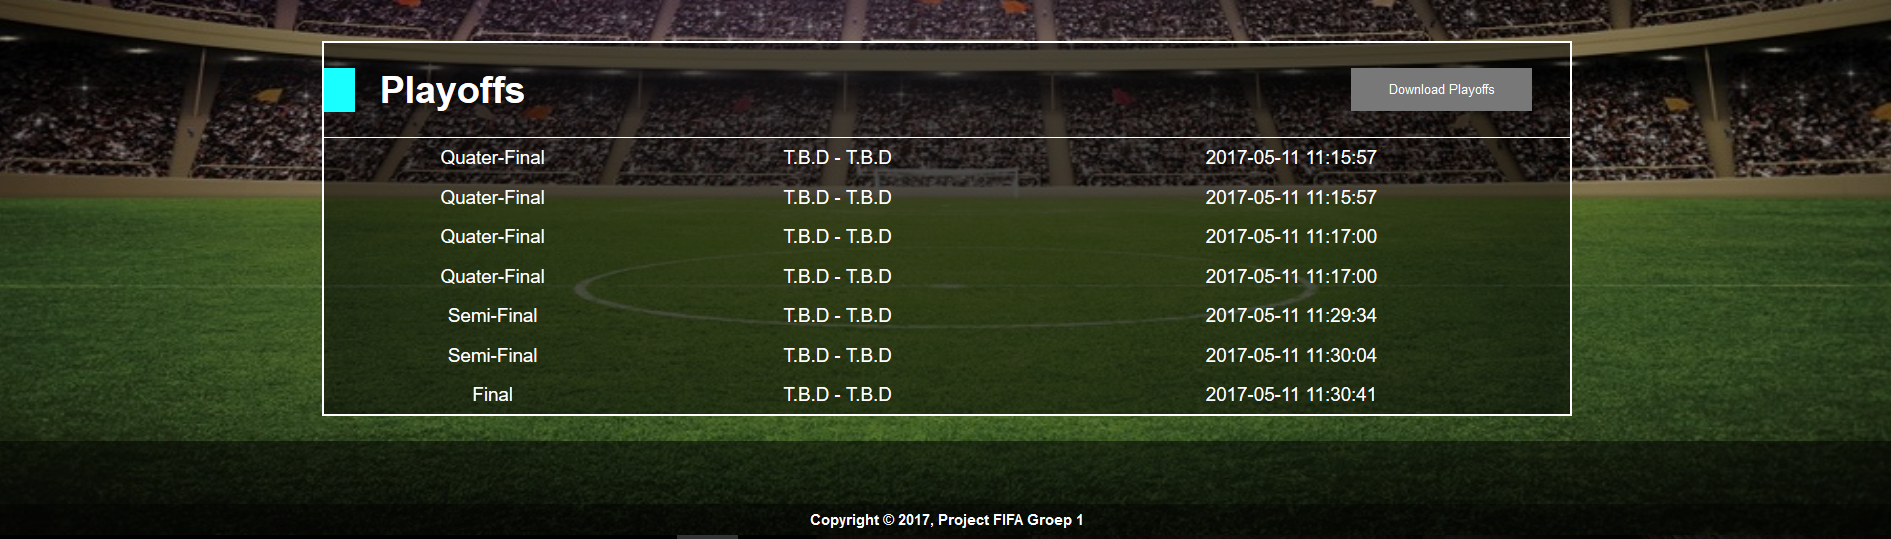 Playoffs
Download Playoffs
Quater-Final T.B.D - T.B.D 2017-05-11 11:15:57
Quater-Final T.B.D - T.B.D 2017-05-11 11:15:57
Quater-Final T.B.D - T.B.D 2017-05-11 11:17:00
Quater-Final T.B.D - T.B.D 2017-05-11 11:17:00
Semi-Final T.B.D - T.B.D 2017-05-11 11:29:34
Semi-Final T.B.D - T.B.D 2017-05-11 11:30:04
Final T.B.D - T.B.D 2017-05-11 11:30:41
Copyright © 2017, Project FIFA Groep 1